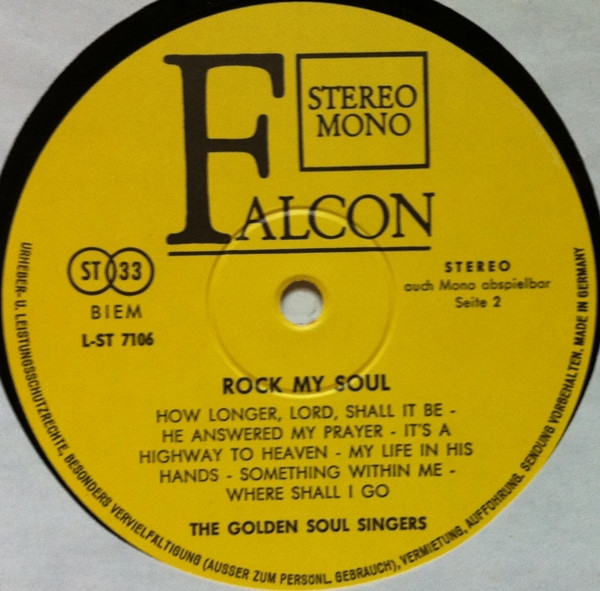 FALCON
STEREO
MONO
ST 33
BIEM
L-ST 7106
STEREO
auch Mono abspielbar
Seite 2
ROCK MY SOUL
HOW LONGER, LORD, SHALL IT BE -
HE ANSWERED MY PRAYER - IT'S A
HIGHWAY TO HEAVEN - MY LIFE IN HIS
HANDS - SOMETHING WITHIN ME -
WHERE SHALL I GO
THE GOLDEN SOUL SINGERS
URHEBER- U. LEISTUNGSSCHUTZRECHTE, BESONDERS VERVIELFALTIGUNG (AUSSER ZUM PERSONL. GEBRAUCH), VERMIETUNG, AUFFOHRUNG. SENDUNG VORBEHALTEN. MADE IN GERMANY